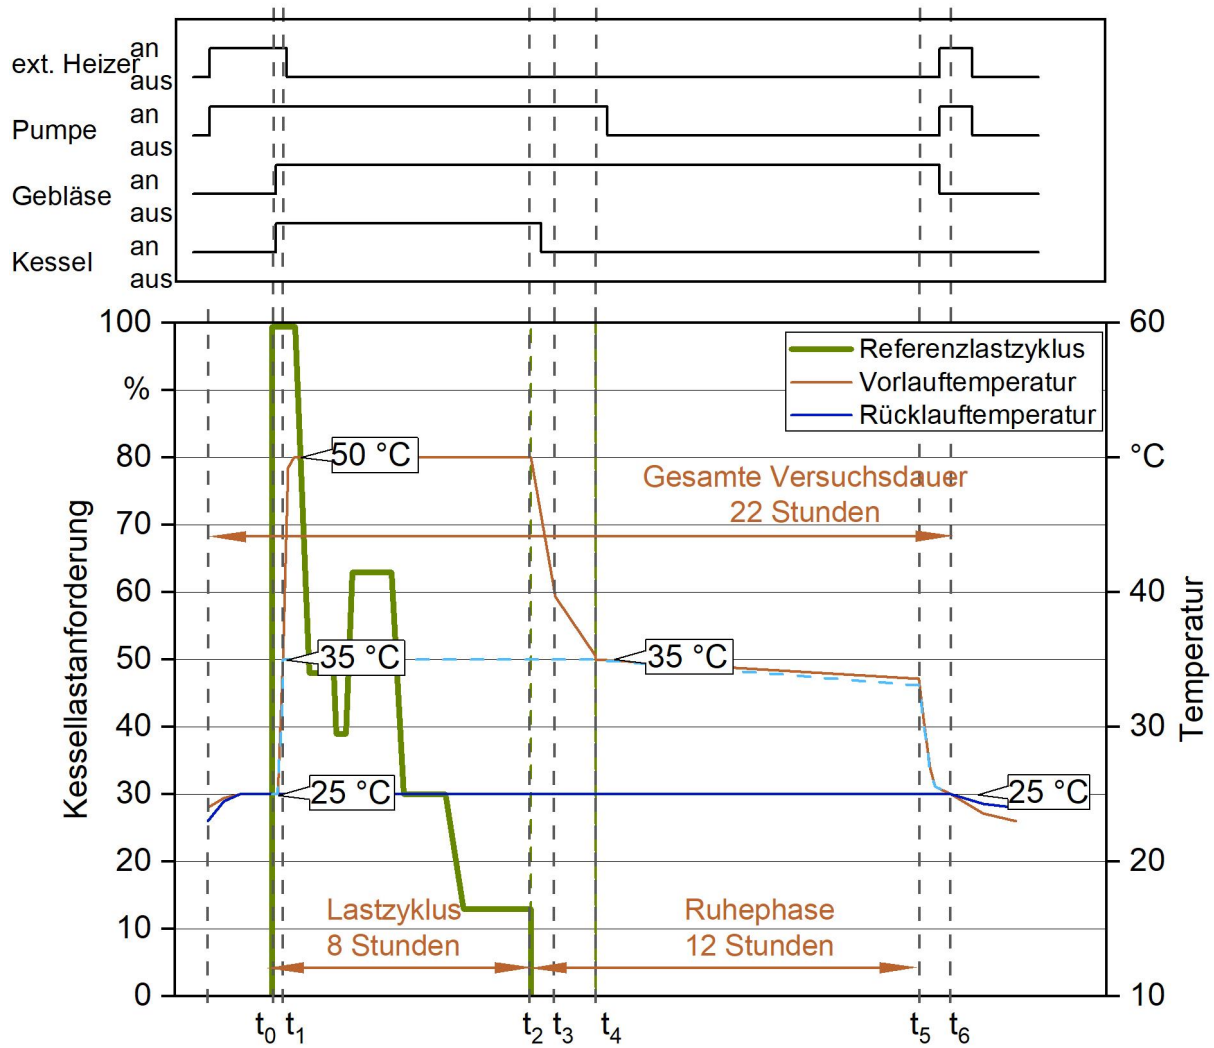 ext. Heizer
an
aus
Pumpe
an
aus
Gebläse
an
aus
Kessel
an
aus
100
%
80
70
60
50
40
30
20
10
0
Kessellastanforderung
60
°C
40
30
20
10
Temperatur
Referenzlastzyklus
Vorlauftemperatur
Rücklauftemperatur
50 °C
Gesamte Versuchsdauer
22 Stunden
35 °C
35 °C
25 °C
25 °C
Lastzyklus
8 Stunden
Ruhephase
12 Stunden
t0 t1 t2 t3 t4 t5 t6